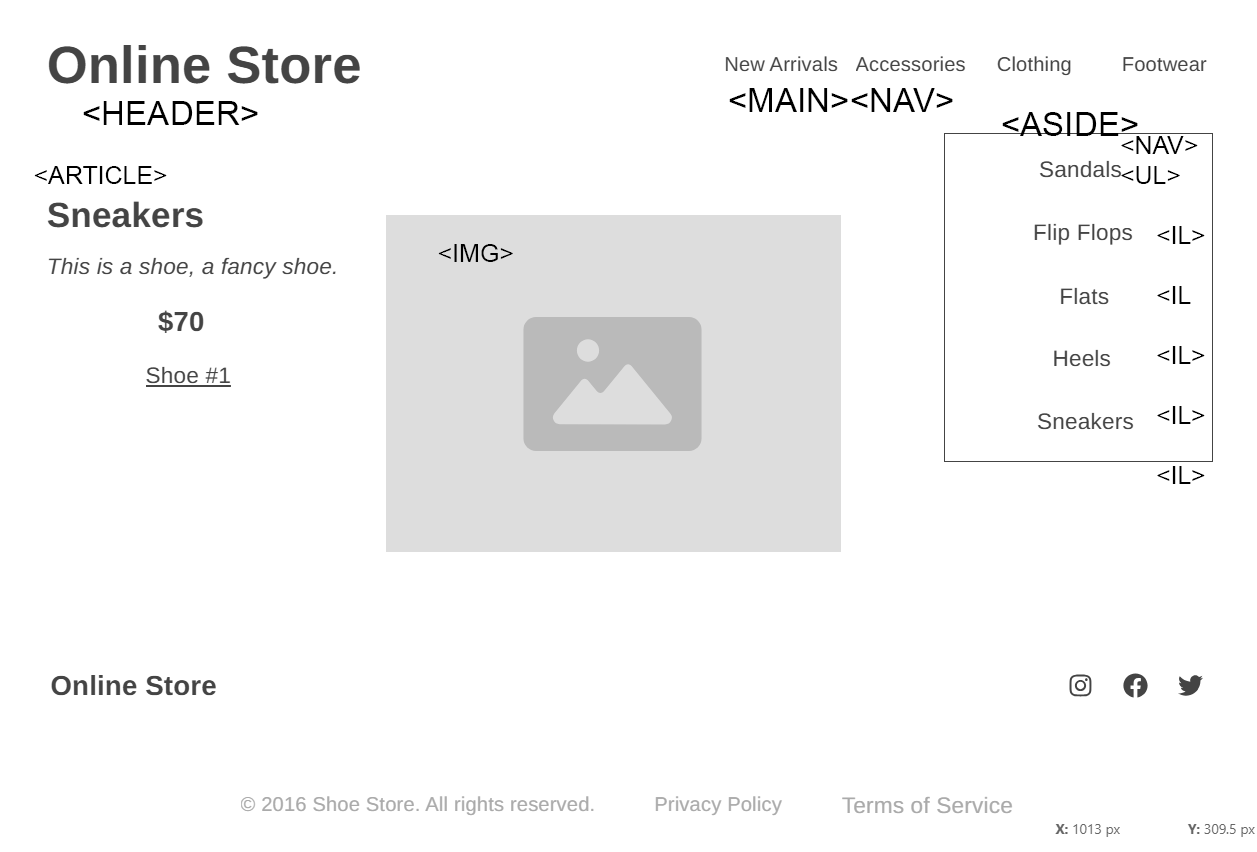 Online Store
New Arrivals Accessories Clothing Footwear
<HEADER>
<MAIN><NAV>
<ASIDE>
<NAV>
Sandals<UL>
<ARTICLE>
Sneakers
This is a shoe, a fancy shoe.
$70
Shoe #1
<IMG>
Flip Flops <IL>
Flats <IL
Heels <IL>
Sneakers <IL>
<IL>
Online Store
© 2016 Shoe Store. All rights reserved. Privacy Policy Terms of Service
X: 1013 px Y: 309.5 px